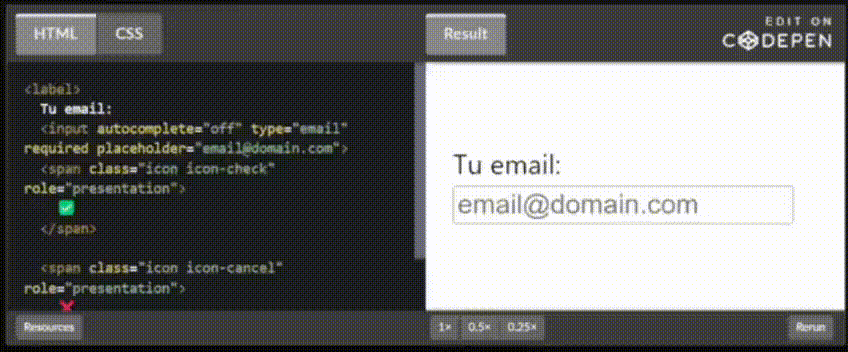 HTML CSS Result EDIT ON
CODEPEN
<label>
Tu email:
<input autocomplete="off" type="email"
required placeholder="email@domain.com">
<span class="icon icon-check"
role="presentation">
✅
</span>
<span class="icon icon-cancel"
role="presentation">
❌
Tu email:
email@domain.com
Resources 1× 0.5× 0.25× Rerun